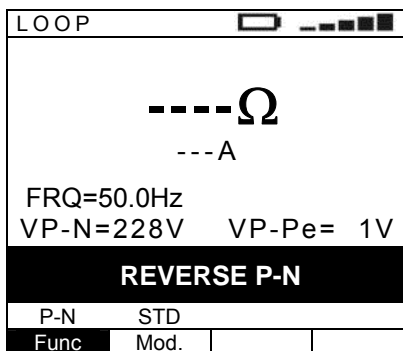 LOOP
----Ω
---A
FRQ=50.0Hz
VP-N=228V VP-Pe= 1V
REVERSE P-N
P-N STD
Func Mod.